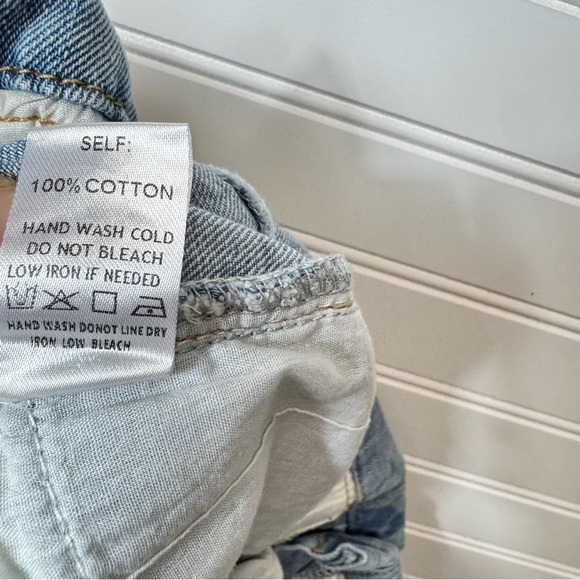 SELF:
100% COTTON
HAND WASH COLD
DO NOT BLEACH
LOW IRON IF NEEDED
HAND WASH DONOT LINE DRY
IRON LOW BLEACH